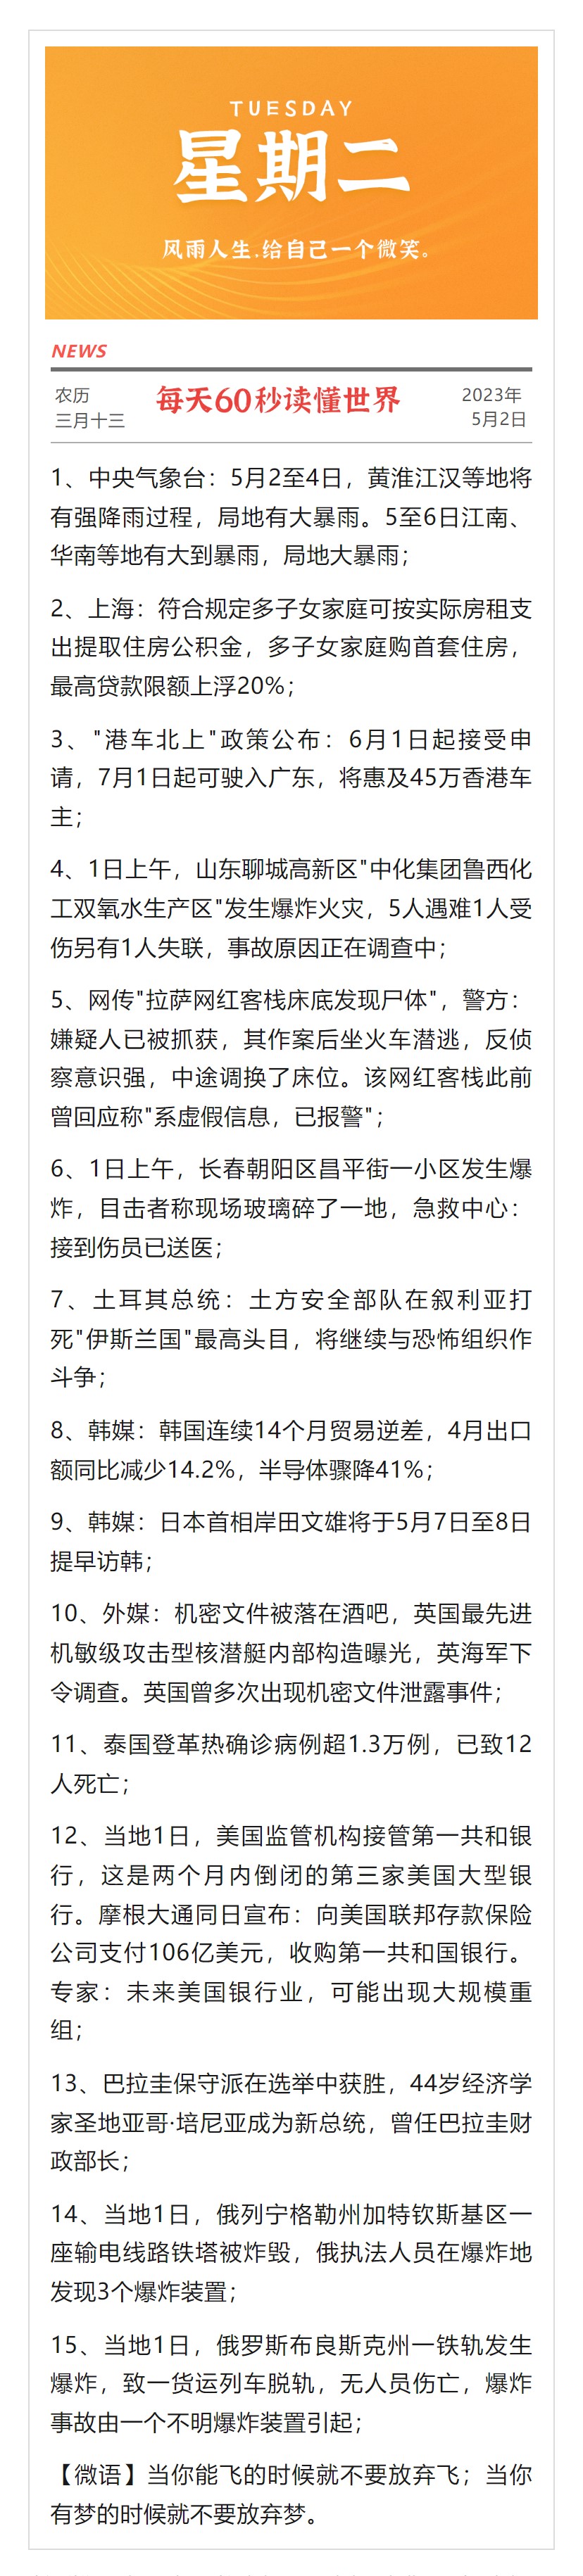 TUESDAY
星期二
风雨人生.给自己一个微笑。
NEWS
农历
三月十三
每天60秒读懂世界
2023年
5月2日
1、中央气象台：5月2至4日，黄淮江汉等地将
有强降雨过程，局地有大暴雨。5至6日江南、
华南等地有大到暴雨，局地大暴雨；
2、上海：符合规定多子女家庭可按实际房租支
出提取住房公积金，多子女家庭购首套住房，
最高贷款限额上浮20%；
3、"港车北上"政策公布：6月1日起接受申
请，7月1日起可驶入广东，将惠及45万香港车
主；
4、1日上午，山东聊城高新区"中化集团鲁西化
工双氧水生产区"发生爆炸火灾，5人遇难1人受
伤另有1人失联，事故原因正在调查中；
5、网传"拉萨网红客栈床底发现尸体"，警方：
嫌疑人已被抓获，其作案后坐火车潜逃，反侦
察意识强，中途调换了床位。该网红客栈此前
曾回应称"系虚假信息，已报警"；
6、1日上午，长春朝阳区昌平街一小区发生爆
炸，目击者称现场玻璃碎了一地，急救中心：
接到伤员已送医；
7、土耳其总统：土方安全部队在叙利亚打
死"伊斯兰国"最高头目，将继续与恐怖组织作
斗争；
8、韩媒：韩国连续14个月贸易逆差，4月出口
额同比减少14.2%，半导体骤降41%；
9、韩媒：日本首相岸田文雄将于5月7日至8日
提早访韩；
10、外媒：机密文件被落在酒吧，英国最先进
机敏级攻击型核潜艇内部构造曝光，英海军下
令调查。英国曾多次出现机密文件泄露事件；
11、泰国登革热确诊病例超1.3万例，已致12
人死亡；
12、当地1日，美国监管机构接管第一共和银
行，这是两个月内倒闭的第三家美国大型银
行。摩根大通同日宣布：向美国联邦存款保险
公司支付106亿美元，收购第一共和国银行。
专家：未来美国银行业，可能出现大规模重
组；
13、巴拉圭保守派在选举中获胜，44岁经济学
家圣地亚哥·培尼亚成为新总统，曾任巴拉圭财
政部长；
14、当地1日，俄列宁格勒州加特钦斯基区一
座输电线路铁塔被炸毁，俄执法人员在爆炸地
发现3个爆炸装置；
15、当地1日，俄罗斯布良斯克州一铁轨发生
爆炸，致一货运列车脱轨，无人员伤亡，爆炸
事故由一个不明爆炸装置引起；
【微语】当你能飞的时候就不要放弃飞；当你
有梦的时候就不要放弃梦。